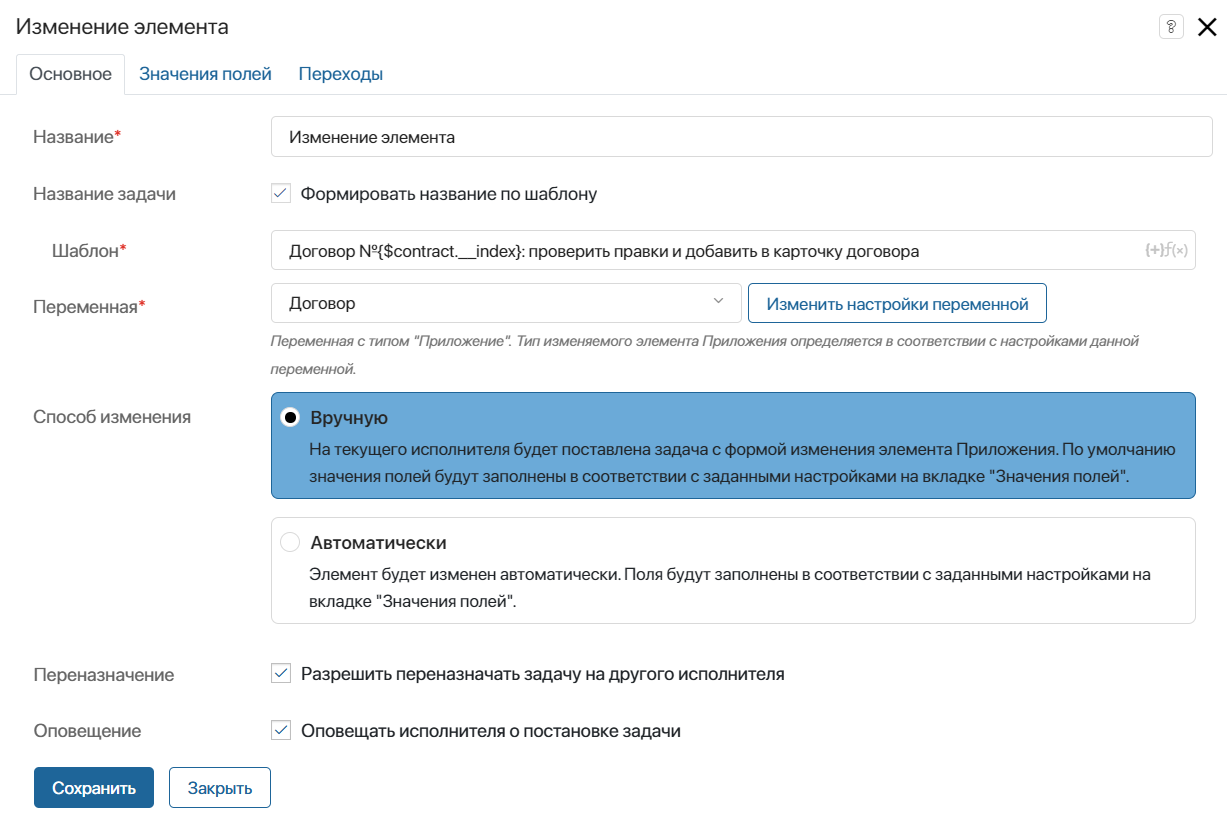 Изменение элемента
?
Основное Значения полей Переходы
Название*
Изменение элемента
Название задачи
Формировать название по шаблону
Шаблон*
Договор №{$contract.__index}: проверить правки и добавить в карточку договора
{+}f(x)
Переменная*
Договор
Изменить настройки переменной
Переменная с типом "Приложение". Тип изменяемого элемента Приложения определяется в соответствии с настройками данной
переменной.
Способ изменения
Вручную
На текущего исполнителя будет поставлена задача с формой изменения элемента Приложения. По умолчанию
значения полей будут заполнены в соответствии с заданными настройками на вкладке "Значения полей".
Автоматически
Элемент будет изменен автоматически. Поля будут заполнены в соответствии с заданными настройками на
вкладке "Значения полей".
Переназначение
Разрешить переназначать задачу на другого исполнителя
Оповещение
Оповещать исполнителя о постановке задачи
Сохранить Закрыть